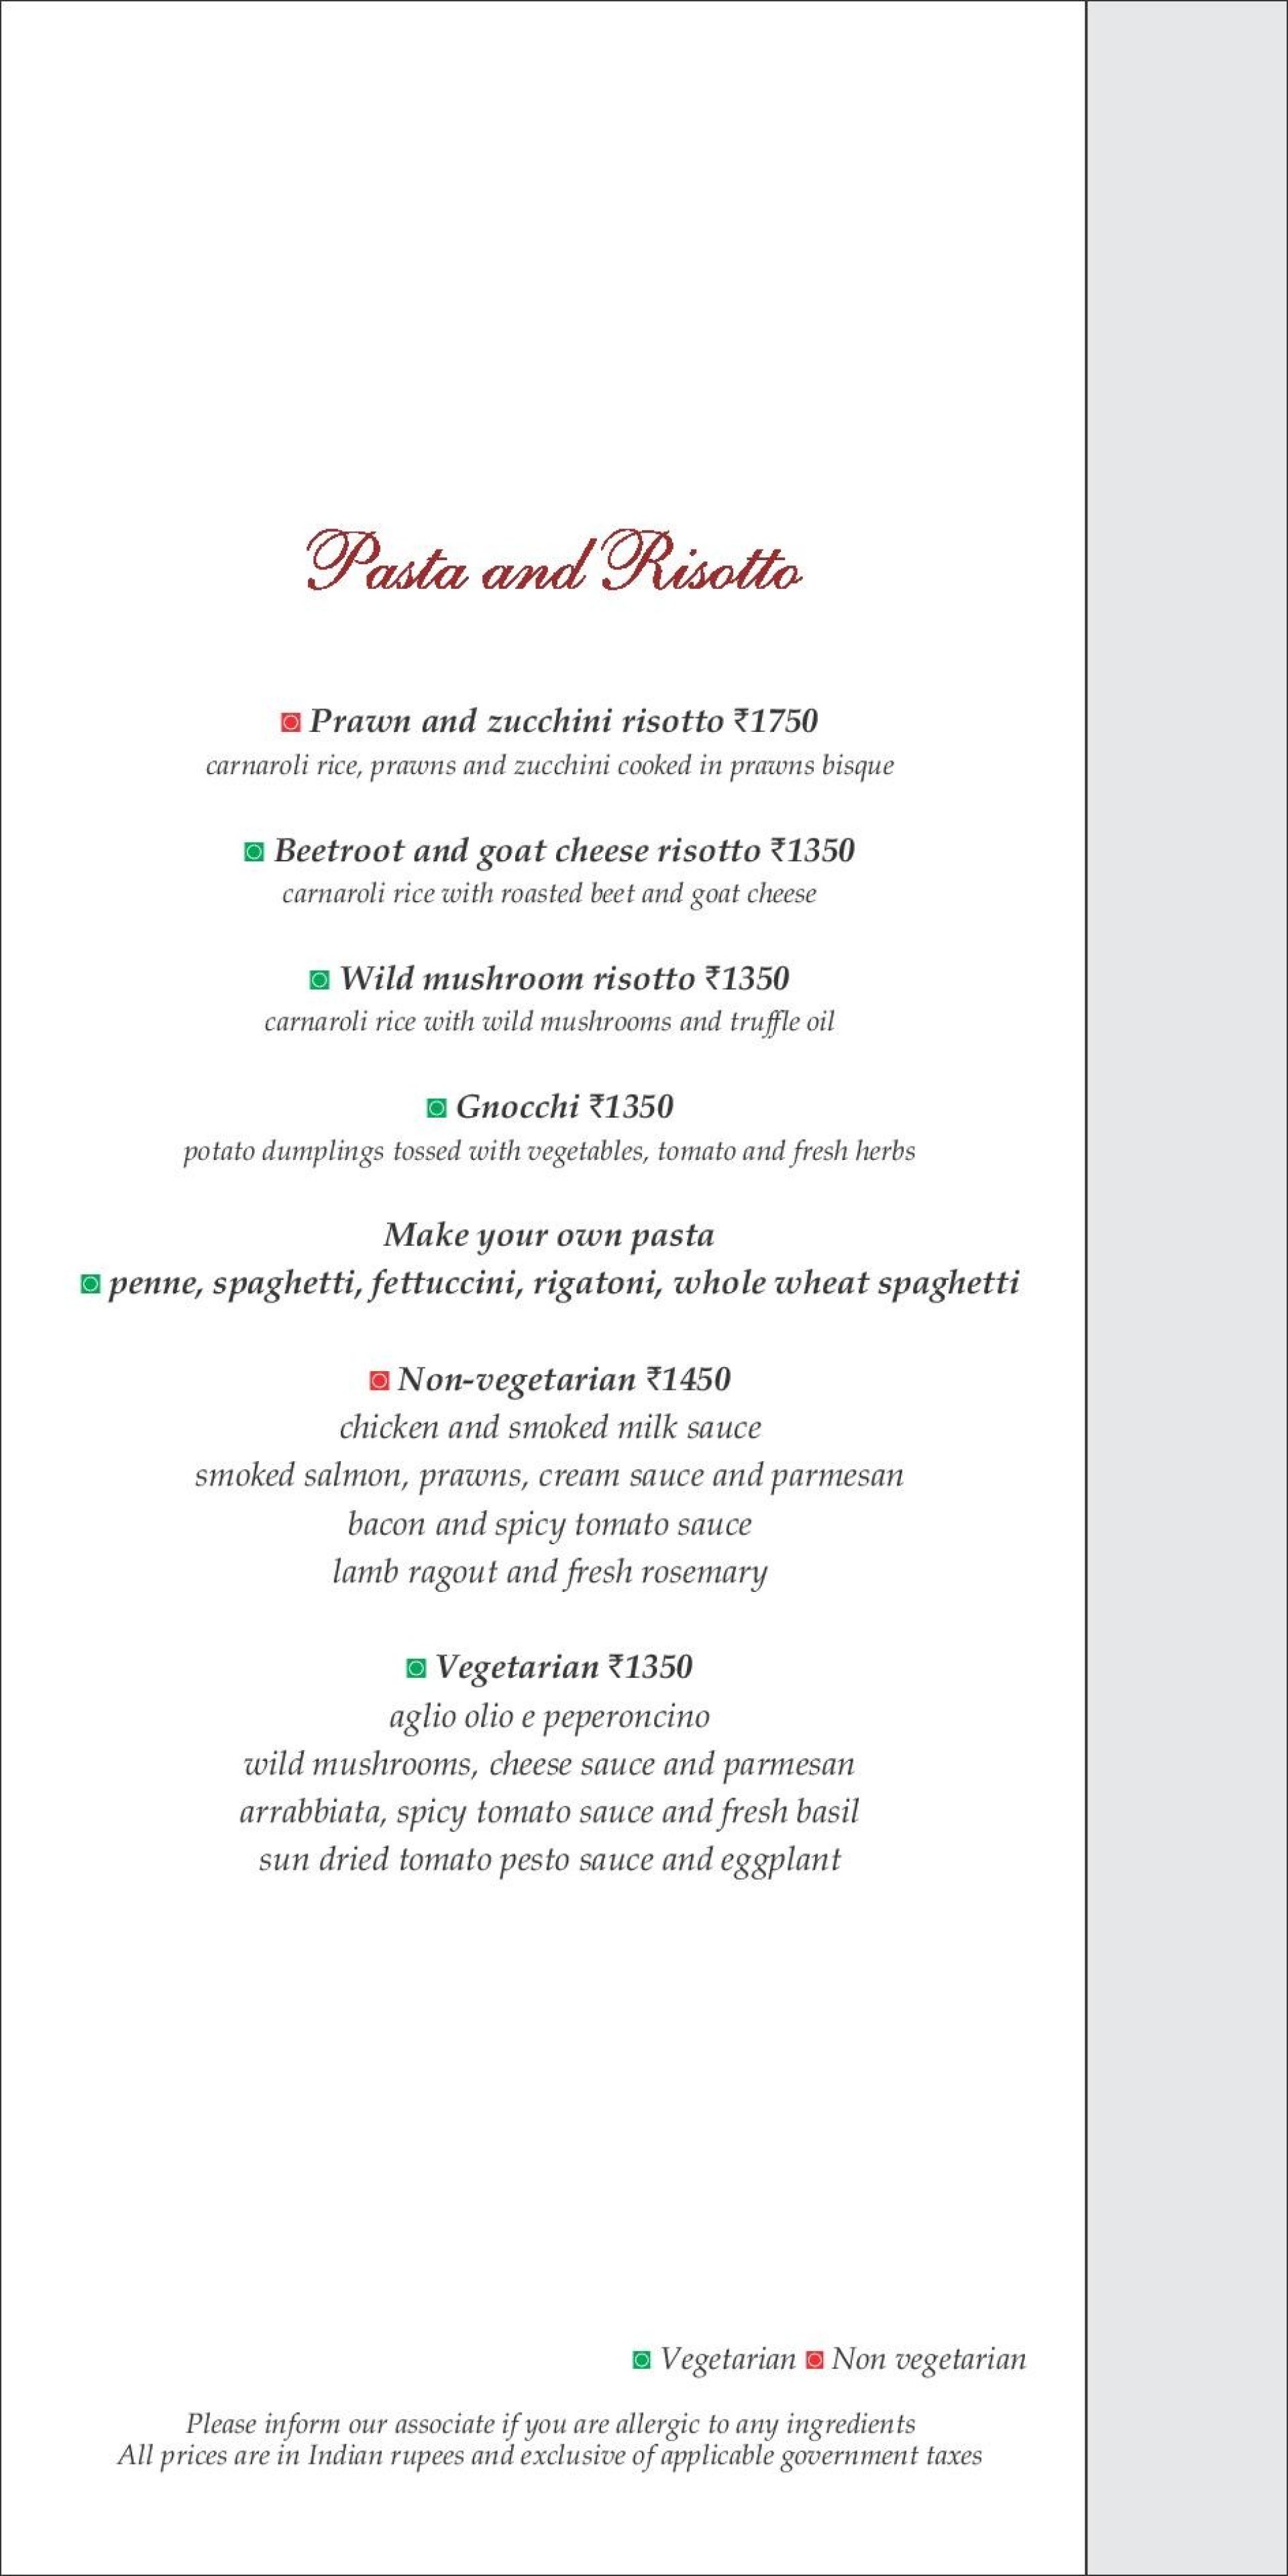 Pasta and Risotto
Prawn and zucchini risotto ₹1750
carnaroli rice, prawns and zucchini cooked in prawns bisque
Beetroot and goat cheese risotto ₹1350
carnaroli rice with roasted beet and goat cheese
Wild mushroom risotto ₹1350
carnaroli rice with wild mushrooms and truffle oil
Gnocchi ₹1350
potato dumplings tossed with vegetables, tomato and fresh herbs
Make your own pasta
penne, spaghetti, fettuccini, rigatoni, whole wheat spaghetti
Non-vegetarian ₹1450
chicken and smoked milk sauce
smoked salmon, prawns, cream sauce and parmesan
bacon and spicy tomato sauce
lamb ragout and fresh rosemary
Vegetarian ₹1350
aglio olio e peperoncino
wild mushrooms, cheese sauce and parmesan
arrabbiata, spicy tomato sauce and fresh basil
sun dried tomato pesto sauce and eggplant
Vegetarian Non vegetarian
Please inform our associate if you are allergic to any ingredients
All prices are in Indian rupees and exclusive of applicable government taxes